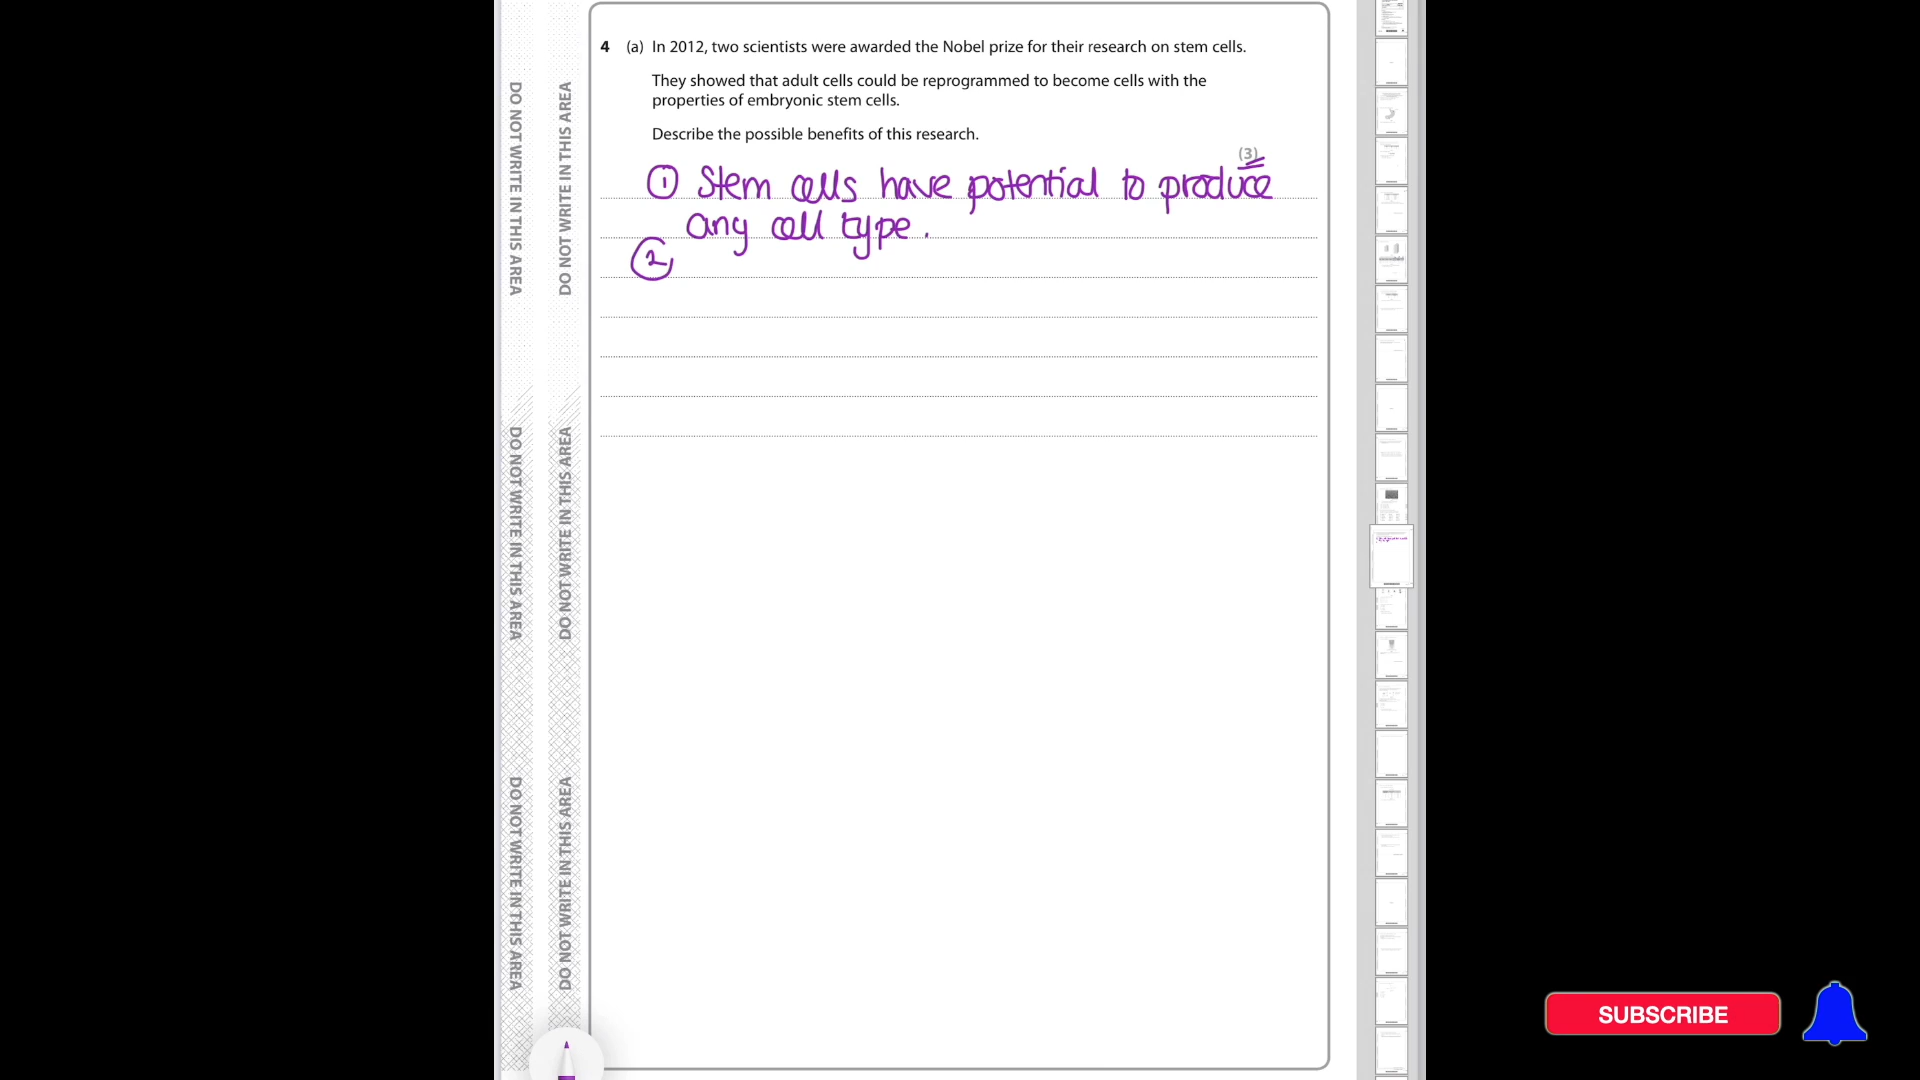 4 (a) In 2012, two scientists were awarded the Nobel prize for their research on stem cells.
They showed that adult cells could be reprogrammed to become cells with the
properties of embryonic stem cells.
Describe the possible benefits of this research.
(3)
① Stem cells have potential to produce
any cell type.
②
DO NOT WRITE IN THIS AREA
DO NOT WRITE IN THIS AREA
DO NOT WRITE IN THIS AREA
DO NOT WRITE IN THIS AREA
DO NOT WRITE IN THIS AREA
DO NOT WRITE IN THIS AREA
SUBSCRIBE